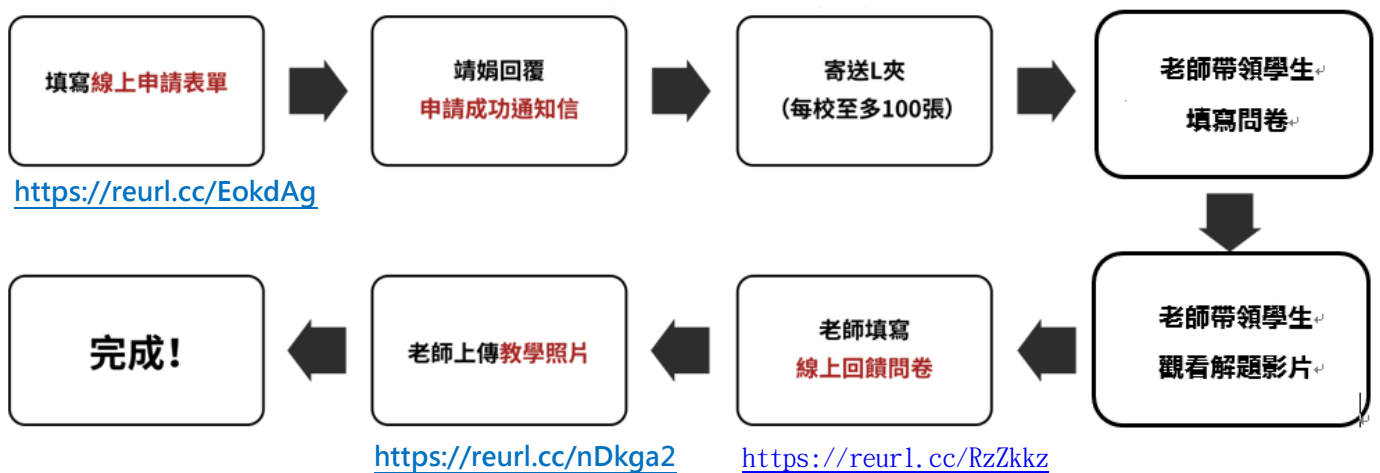 填寫線上申請表單
https://reurl.cc/EokdAg
靖娟回覆
申請成功通知信
寄送L夾
（每校至多100張）
老師帶領學生
填寫問卷
老師帶領學生
觀看解題影片
老師填寫
線上回饋問卷
https://reurl.cc/RzZkkz
老師上傳教學照片
https://reurl.cc/nDkga2
完成！